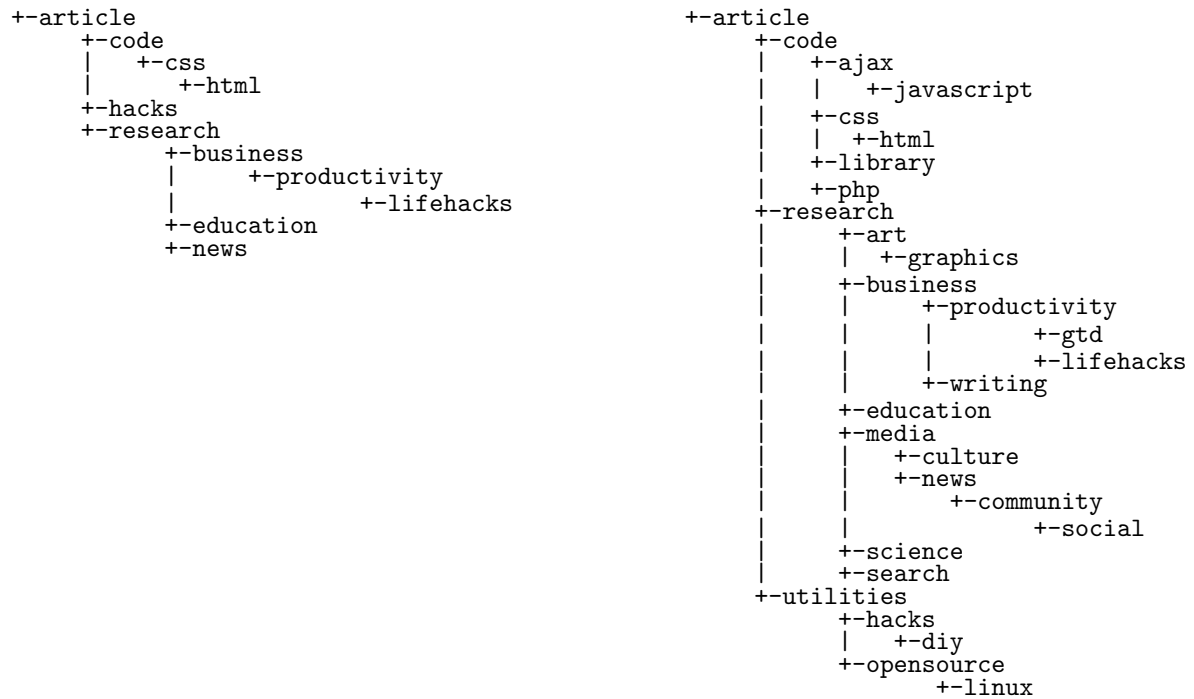 +-article
+-code
| +-css
| +-html
+-hacks
+-research
+-business
| +-productivity
| +-lifehacks
+-education
+-news
+-article
+-code
| +-ajax
| | +-javascript
| +-css
| | +-html
| +-library
| +-php
+-research
| +-art
| | +-graphics
| +-business
| | +-productivity
| | | +-gtd
| | | +-lifehacks
| | +-writing
| +-education
| +-media
| | +-culture
| | +-news
| | +-community
| | +-social
| +-science
| +-search
+-utilities
+-hacks
| +-diy
+-opensource
+-linux